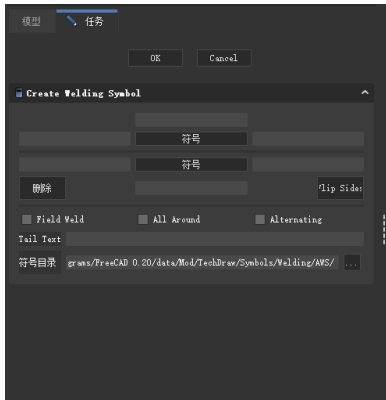 模型 任务
OK Cancel
Create Welding Symbol
符号
符号
删除 Flip Sides
Field Weld All Around Alternating
Tail Text
符号目录 grams/FreeCAD 0.20/data/Mod/TechDraw/Symbols/Welding/AWS/ ...